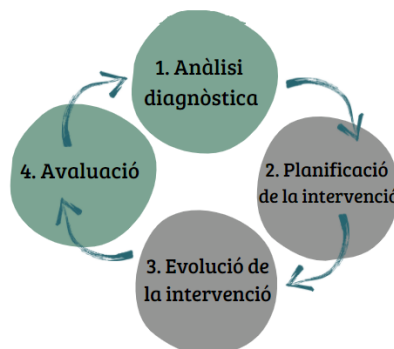 1. Anàlisi
diagnòstica
2. Planificació
de la intervenció
3. Evolució de
la intervenció
4. Avaluació